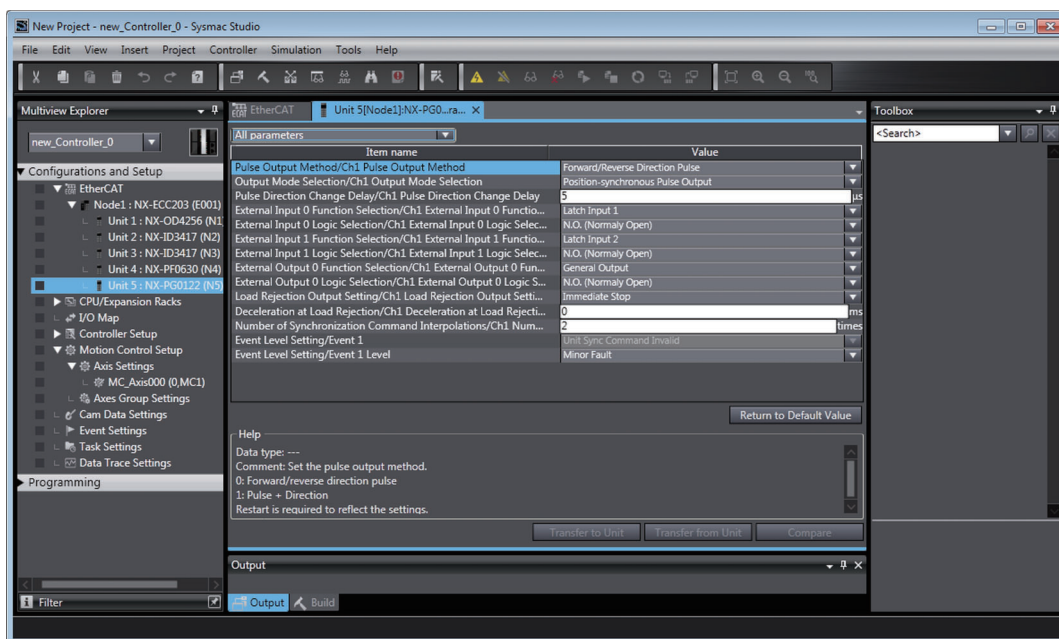 New Project - new_Controller_0 - Sysmac Studio
File Edit View Insert Project Controller Simulation Tools Help
Multiview Explorer
new_Controller_0
Configurations and Setup
EtherCAT
Node1 : NX-ECC203 (E001)
Unit 1 : NX-OD4256 (N1
Unit 2 : NX-ID3417 (N2)
Unit 3 : NX-ID3417 (N3)
Unit 4 : NX-PF0630 (N4)
Unit 5 : NX-PG0122 (N5)
CPU/Expansion Racks
I/O Map
Controller Setup
Motion Control Setup
Axis Settings
MC_Axis000 (0,MC1)
Axes Group Settings
Cam Data Settings
Event Settings
Task Settings
Data Trace Settings
Programming
Filter
EtherCAT Unit 5[Node1]:NX-PG0...ra... X
All parameters
Item name Value
Pulse Output Method/Ch1 Pulse Output Method Forward/Reverse Direction Pulse
Output Mode Selection/Ch1 Output Mode Selection Position-synchronous Pulse Output
Pulse Direction Change Delay/Ch1 Pulse Direction Change Delay 5 µs
External Input 0 Function Selection/Ch1 External Input 0 Functio... Latch Input 1
External Input 0 Logic Selection/Ch1 External Input 0 Logic Selec... N.O. (Normaly Open)
External Input 1 Function Selection/Ch1 External Input 1 Functio... Latch Input 2
External Input 1 Logic Selection/Ch1 External Input 1 Logic Selec... N.O. (Normaly Open)
External Output 0 Function Selection/Ch1 External Output 0 Fun... General Output
External Output 0 Logic Selection/Ch1 External Output 0 Logic S... N.O. (Normaly Open)
Load Rejection Output Setting/Ch1 Load Rejection Output Setti... Immediate Stop
Deceleration at Load Rejection/Ch1 Deceleration at Load Rejecti... 0 ms
Number of Synchronization Command Interpolations/Ch1 Num... 2 times
Event Level Setting/Event 1 Unit Sync Command Invalid
Event Level Setting/Event 1 Level Minor Fault
Return to Default Value
Help
Data type: ---
Comment: Set the pulse output method.
0: Forward/reverse direction pulse
1: Pulse + Direction
Restart is required to reflect the settings.
Transfer to Unit Transfer from Unit Compare
Output
Output Build
Toolbox
<Search>